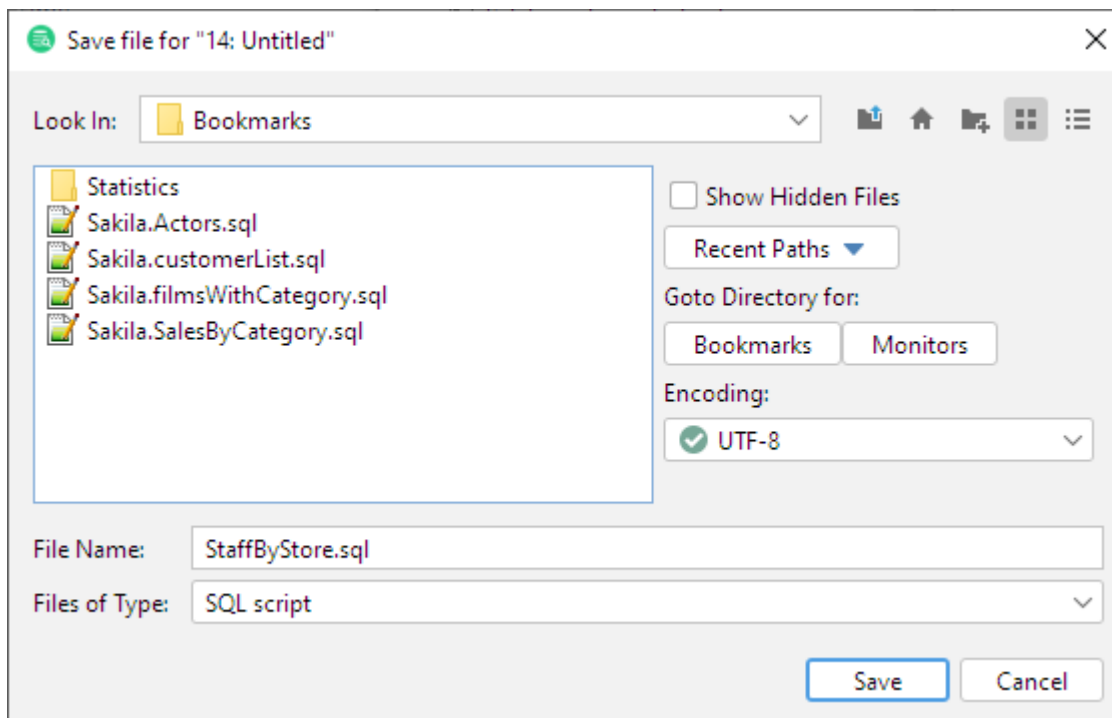 Save file for "14: Untitled"
Look In: Bookmarks
Statistics
Sakila.Actors.sql
Sakila.customerList.sql
Sakila.filmsWithCategory.sql
Sakila.SalesByCategory.sql
Show Hidden Files
Recent Paths
Goto Directory for:
Bookmarks Monitors
Encoding:
UTF-8
File Name: StaffByStore.sql
Files of Type: SQL script
Save Cancel